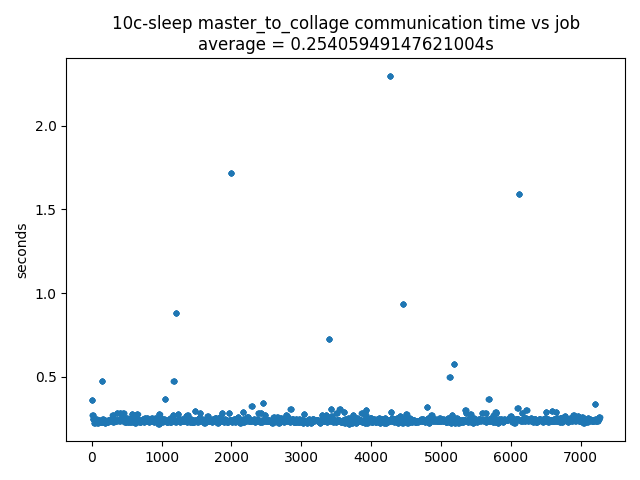 10c-sleep master_to_collage communication time vs job
average = 0.25405949147621004s
seconds
2.0
1.5
1.0
0.5
0 1000 2000 3000 4000 5000 6000 7000